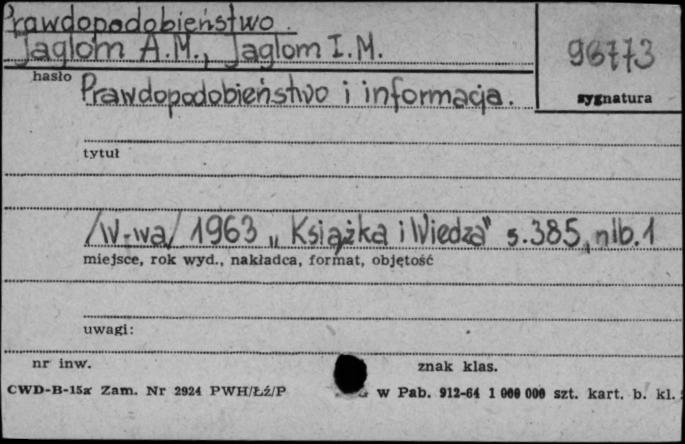 Prawdopodobieństwo.
Jaglom A.M., Jaglom I.M.
98773
hasło
Prawdopodobieństwo i informacja.
sygnatura
tytuł
/W-wa/ 1963 „Książka i Wiedza" s.385, nlb.1
miejsce, rok wyd., nakładca, format, objętość
uwagi:
nr inw.
znak klas.
CWD-B-15a Zam. Nr 2924 PWH/Łź/P
w Pab. 912-64 1 000 000 szt. kart. b. kl.